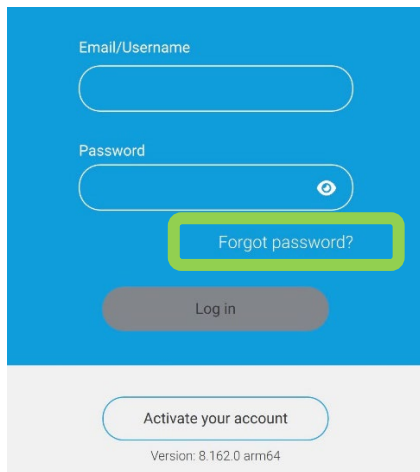 Email/Username
Password
Forgot password?
Log in
Activate your account
Version: 8.162.0 arm64